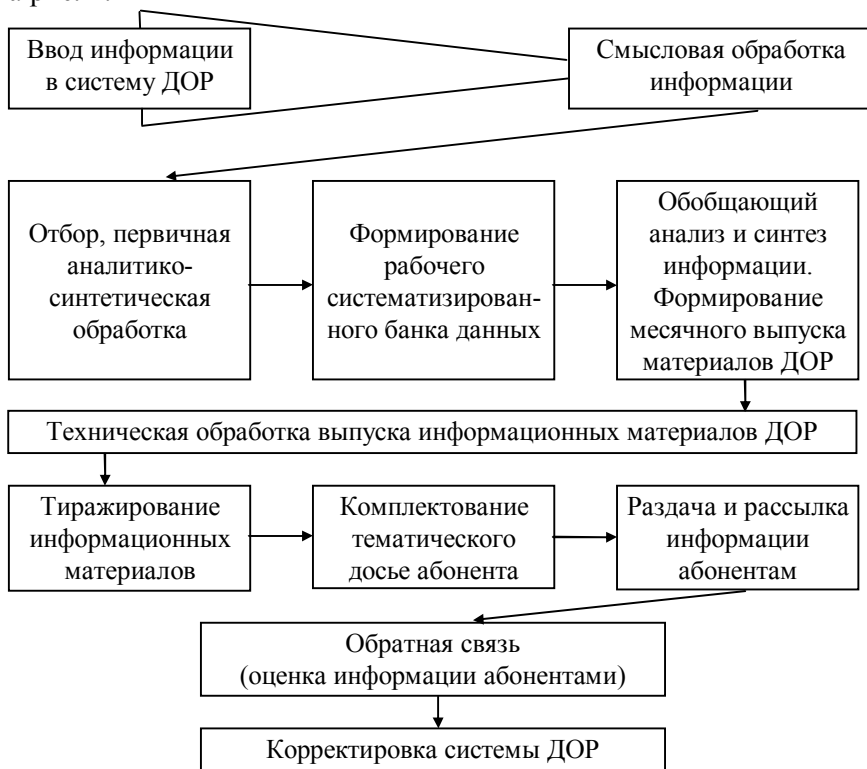 Ввод информации
в систему ДОР
Смысловая обработка
информации
Отбор, первичная
аналитико-
синтетическая
обработка
Формирование
рабочего
систематизирован-
ного банка данных
Обобщающий
анализ и синтез
информации.
Формирование
месячного выпуска
материалов ДОР
Техническая обработка выпуска информационных материалов ДОР
Тиражирование
информационных
материалов
Комплектование
тематического
досье абонента
Раздача и рассылка
информации
абонентам
Обратная связь
(оценка информации абонентами)
Корректировка системы ДОР